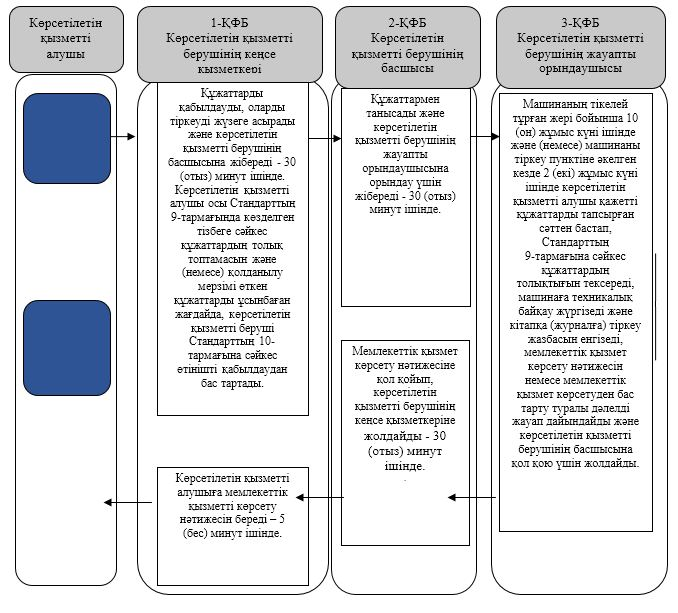 Көрсетілетін
қызметті
алушы
1-ҚФБ
Көрсетілетін қызметті
берушінің кеңсе
қызметкері
2-ҚФБ
Көрсетілетін
қызметті берушінің
басшысы
3-ҚФБ
Көрсетілетін қызметті
берушінің жауапты
орындаушысы
Құжаттарды
қабылдауды, оларды
тіркеуді жүзеге асырады
және көрсетілетін
қызметті берушінің
басшысына жібереді - 30
(отыз) минут ішінде.
Көрсетілетін қызметті
алушы осы Стандарттың
9-тармағында көзделген
тізбеге сәйкес
құжаттардың толық
топтамасын және
(немесе) қолданылу
мерзімі өткен
құжаттарды ұсынбаған
жағдайда, көрсетілетін
қызметті беруші
Стандарттың 10-
тармағына сәйкес
өтінішті қабылдаудан
бас тартады.
Көрсетілетін қызметті
алушыға мемлекеттік
қызметті көрсету
нәтижесін береді – 5
(бес) минут ішінде.
Құжаттармен
танысады және
көрсетілетін
қызметті берушінің
жауапты
орындаушысына
орындау үшін
жібереді - 30 (отыз)
минут ішінде.
Мемлекеттік қызмет
көрсету нәтижесіне
қол қойып,
көрсетілетін
қызметті берушінің
кеңсе қызметкеріне
жолдайды - 30
(отыз) минут
ішінде.
.
Машинаның тікелей
тұрған жері бойынша 10
(он) жұмыс күні ішінде
және (немесе) машинаны
тіркеу пунктіне әкелген
кезде 2 (екі) жұмыс күні
ішінде көрсетілетін
қызметті алушы қажетті
құжаттарды тапсырған
сәттен бастап,
Стандарттың
9-тармағына сәйкес
құжаттардың
толықтығын тексереді,
машинаға техникалық
байқау жүргізеді және
кітапқа (журналға) тіркеу
жазбасын енгізеді,
мемлекеттік қызмет
көрсету нәтижесін
немесе мемлекеттік
қызмет көрсетуден бас
тарту туралы дәлелді
жауап дайындайды және
көрсетілетін қызметті
берушінің басшысына
қол қою үшін жолдайды.